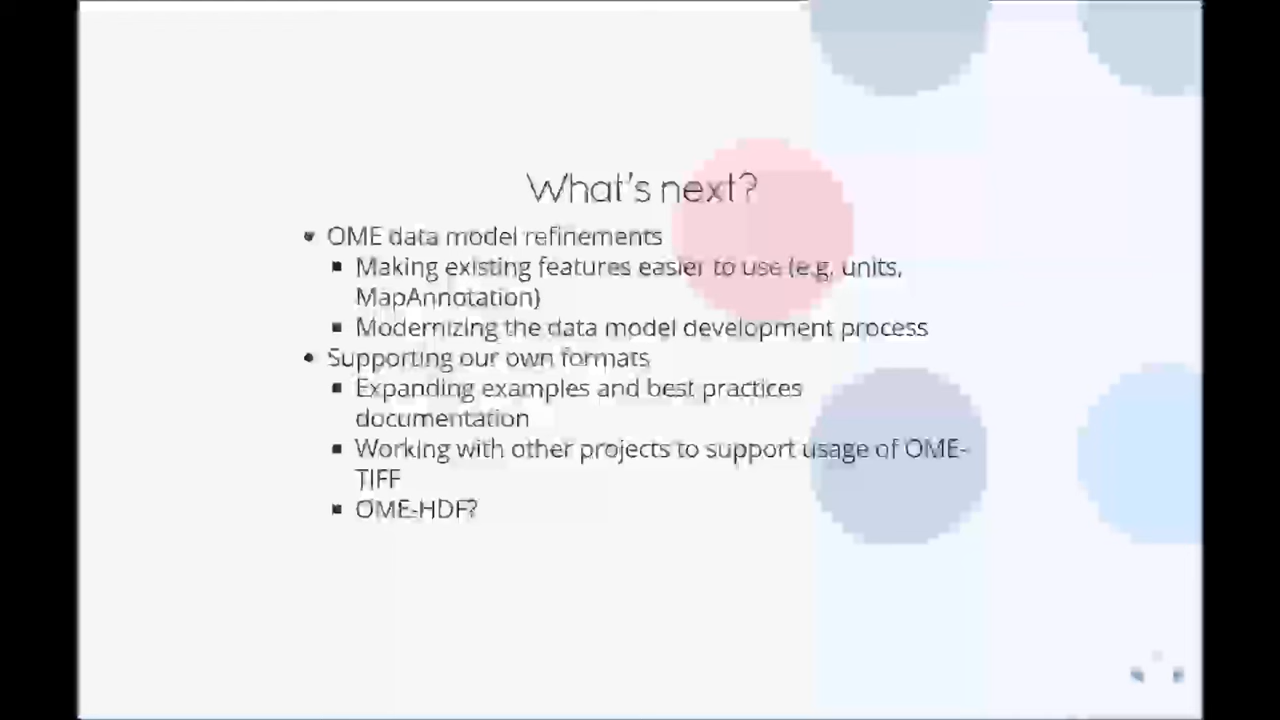 What's next?
OME data model refinements
Making existing features easier to use (e.g. units,
MapAnnotation)
Modernizing the data model development process
Supporting our own formats
Expanding examples and best practices
documentation
Working with other projects to support usage of OME-
TIFF
OME-HDF?